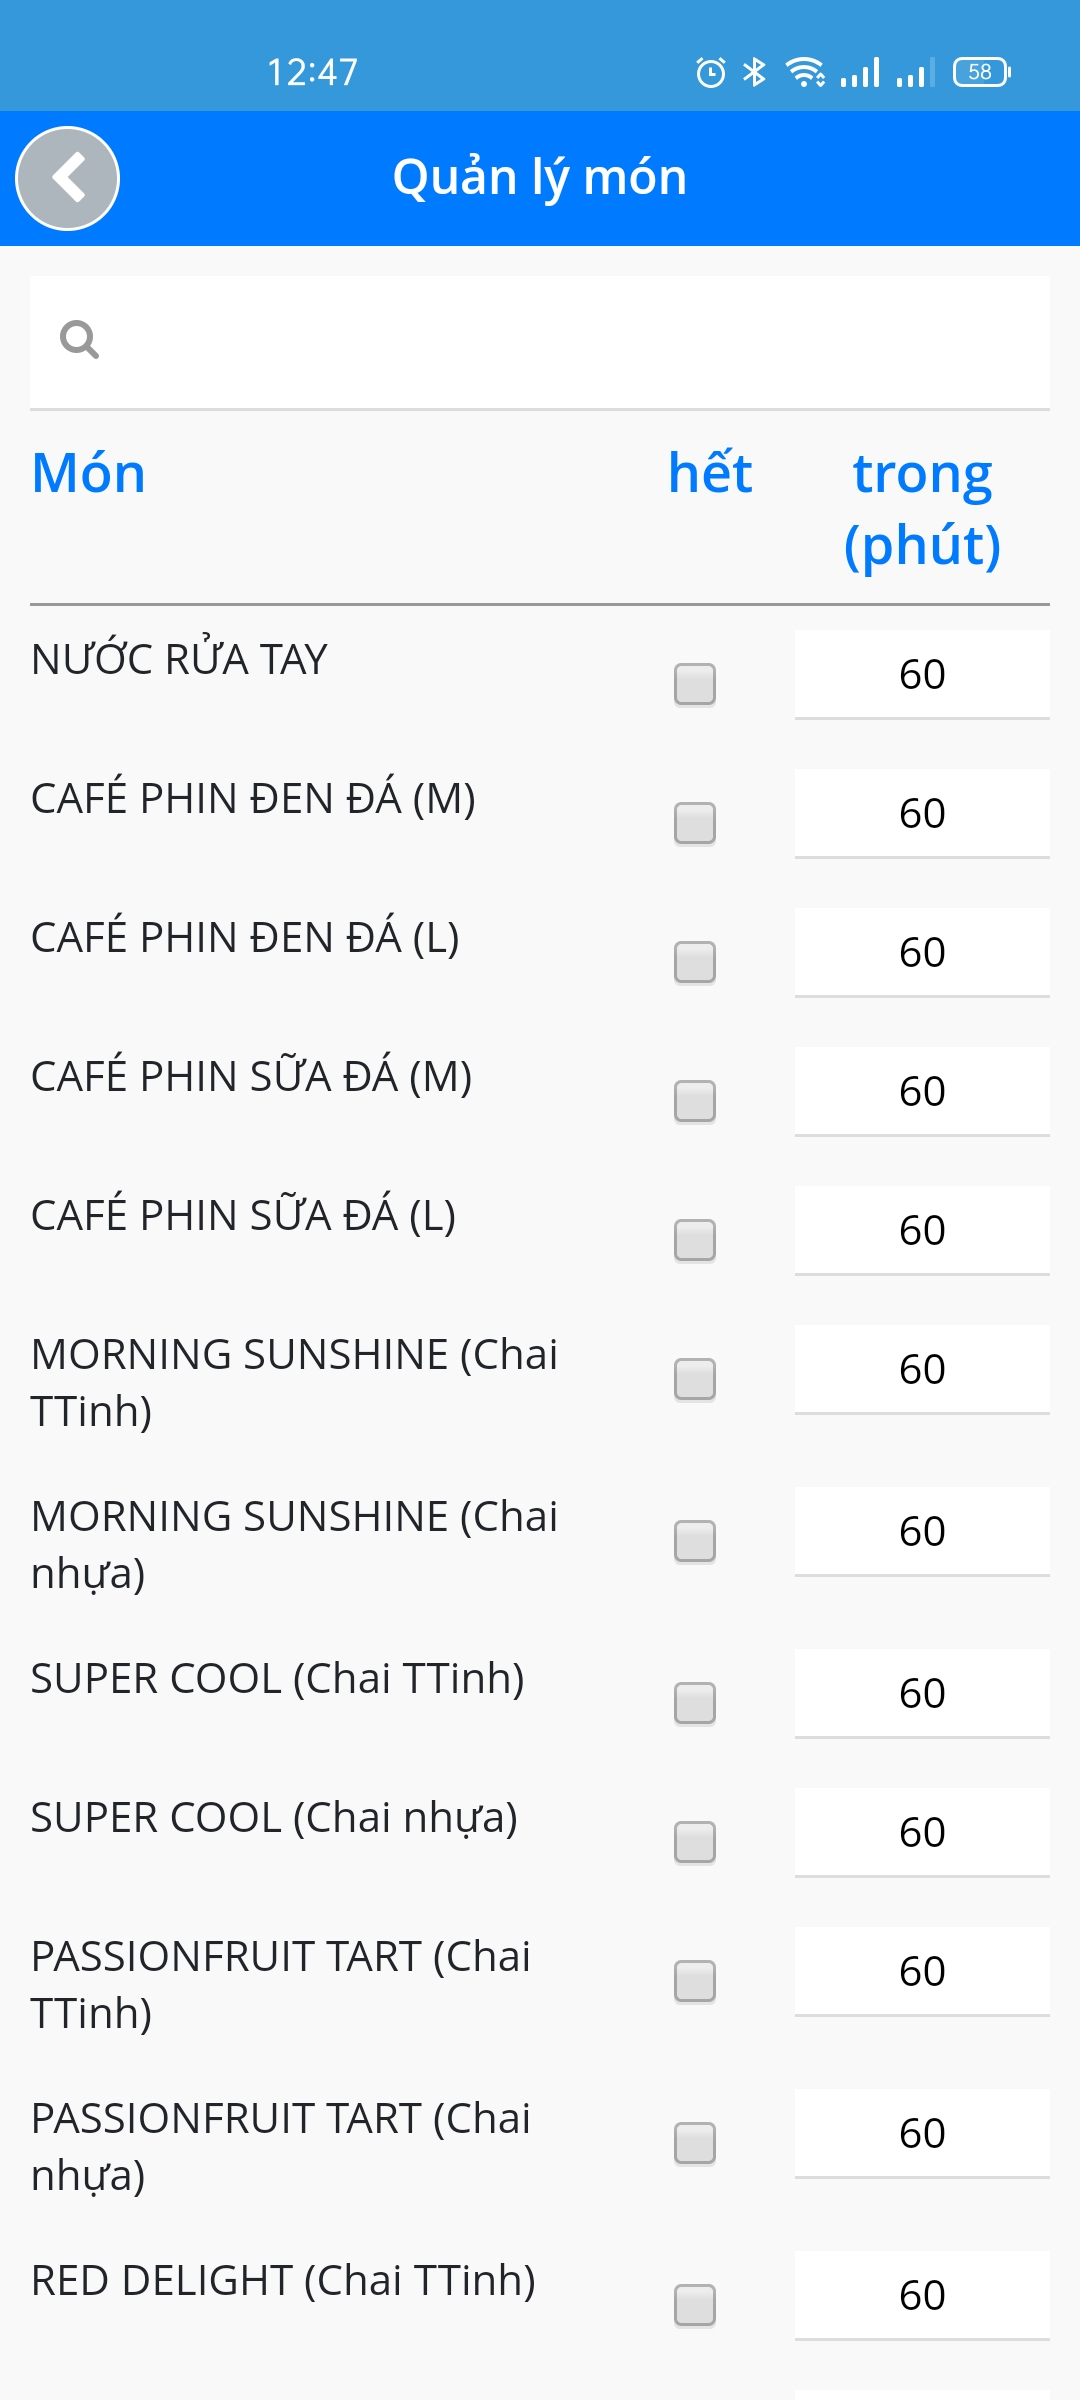 12:47
58
Quản lý món
Món hết trong
(phút)
NƯỚC RỬA TAY 60
CAFÉ PHIN ĐEN ĐÁ (M) 60
CAFÉ PHIN ĐEN ĐÁ (L) 60
CAFÉ PHIN SỮA ĐÁ (M) 60
CAFÉ PHIN SỮA ĐÁ (L) 60
MORNING SUNSHINE (Chai 60
TTinh)
MORNING SUNSHINE (Chai 60
nhựa)
SUPER COOL (Chai TTinh) 60
SUPER COOL (Chai nhựa) 60
PASSIONFRUIT TART (Chai 60
TTinh)
PASSIONFRUIT TART (Chai 60
nhựa)
RED DELIGHT (Chai TTinh) 60